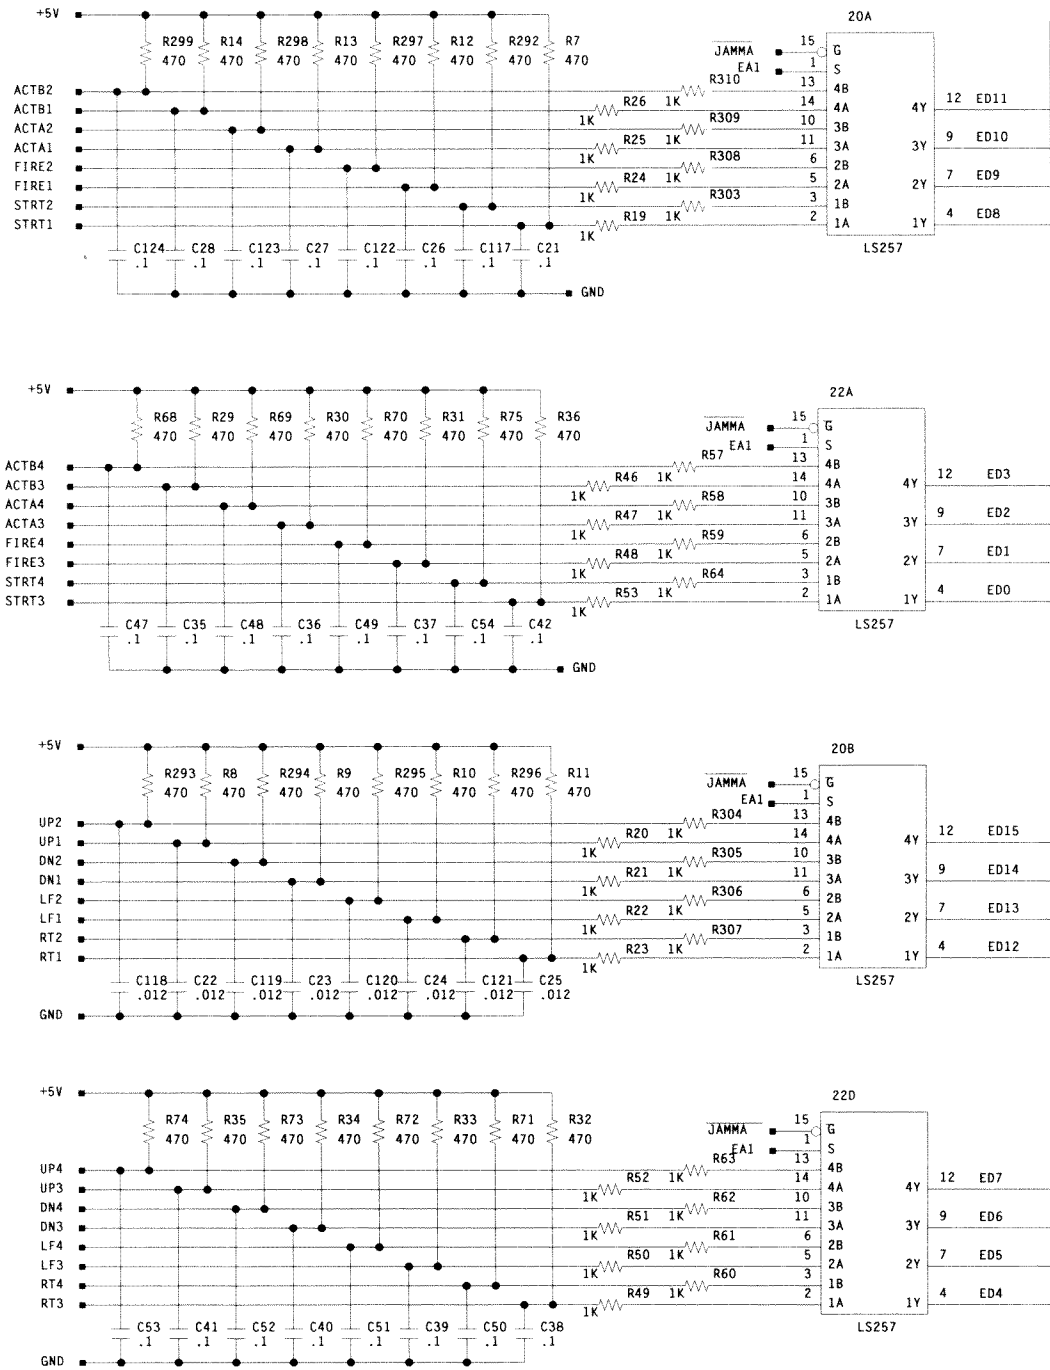 +5V
20A
R299 R14 R298 R13 R297 R12 R292 R7
470 470 470 470 470 470 470 470
JAMMA 15 G
EA1 1 S
ACTB2 R310 1K 13 4B
ACTB1 R26 1K 14 4A 4Y 12 ED11
ACTA2 R309 1K 10 3B
ACTA1 R25 1K 11 3A 3Y 9 ED10
FIRE2 R308 1K 6 2B
FIRE1 R24 1K 5 2A 2Y 7 ED9
STRT2 R303 1K 3 1B
STRT1 R19 1K 2 1A 1Y 4 ED8
LS257
C124 C28 C123 C27 C122 C26 C117 C21
.1 .1 .1 .1 .1 .1 .1 .1
GND
+5V
22A
R68 R29 R69 R30 R70 R31 R75 R36
470 470 470 470 470 470 470 470
JAMMA 15 G
EA1 1 S
ACTB4 R57 1K 13 4B
ACTB3 R46 1K 14 4A 4Y 12 ED3
ACTA4 R58 1K 10 3B
ACTA3 R47 1K 11 3A 3Y 9 ED2
FIRE4 R59 1K 6 2B
FIRE3 R48 1K 5 2A 2Y 7 ED1
STRT4 R64 1K 3 1B
STRT3 R53 1K 2 1A 1Y 4 ED0
LS257
C47 C35 C48 C36 C49 C37 C54 C42
.1 .1 .1 .1 .1 .1 .1 .1
GND
+5V
20B
R293 R8 R294 R9 R295 R10 R296 R11
470 470 470 470 470 470 470 470
JAMMA 15 G
EA1 1 S
UP2 R304 1K 13 4B
UP1 R20 1K 14 4A 4Y 12 ED15
DN2 R305 1K 10 3B
DN1 R21 1K 11 3A 3Y 9 ED14
LF2 R306 1K 6 2B
LF1 R22 1K 5 2A 2Y 7 ED13
RT2 R307 1K 3 1B
RT1 R23 1K 2 1A 1Y 4 ED12
LS257
C118 C22 C119 C23 C120 C24 C121 C25
.012 .012 .012 .012 .012 .012 .012 .012
GND
+5V
22D
R74 R35 R73 R34 R72 R33 R71 R32
470 470 470 470 470 470 470 470
JAMMA 15 G
EA1 1 S
UP4 R63 1K 13 4B
UP3 R52 1K 14 4A 4Y 12 ED7
DN4 R62 1K 10 3B
DN3 R51 1K 11 3A 3Y 9 ED6
LF4 R61 1K 6 2B
LF3 R50 1K 5 2A 2Y 7 ED5
RT4 R60 1K 3 1B
RT3 R49 1K 2 1A 1Y 4 ED4
LS257
C53 C41 C52 C40 C51 C39 C50 C38
.1 .1 .1 .1 .1 .1 .1 .1
GND